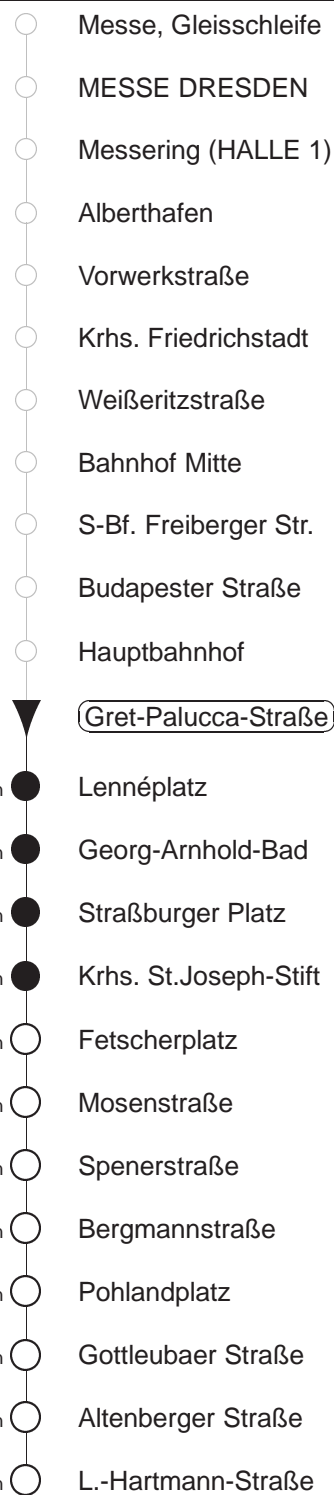 Messe, Gleisschleife
MESSE DRESDEN
Messering (HALLE 1)
Alberthafen
Vorwerkstraße
Krhs. Friedrichstadt
Weißeritzstraße
Bahnhof Mitte
S-Bf. Freiberger Str.
Budapester Straße
Hauptbahnhof
Gret-Palucca-Straße
Lennéplatz
Georg-Arnhold-Bad
Straßburger Platz
Krhs. St.Joseph-Stift
Fetscherplatz
Mosenstraße
Spenerstraße
Bergmannstraße
Pohlandplatz
Gottleubaer Straße
Altenberger Straße
L.-Hartmann-Straße